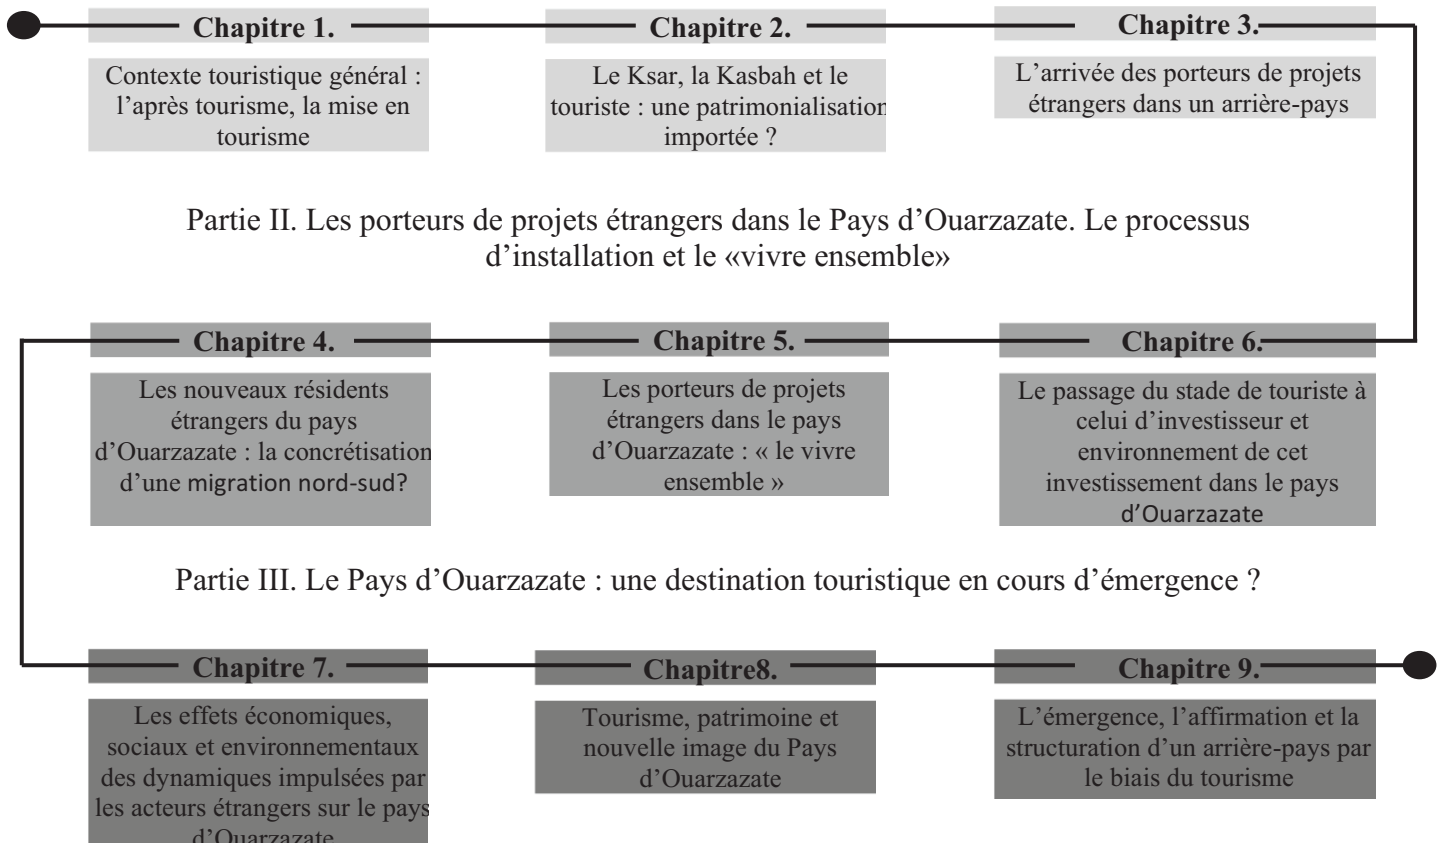 Chapitre 1.
Contexte touristique général :
l’après tourisme, la mise en
tourisme
Chapitre 2.
Le Ksar, la Kasbah et le
touriste : une patrimonialisation
importée ?
Chapitre 3.
L’arrivée des porteurs de projets
étrangers dans un arrière-pays
Partie II. Les porteurs de projets étrangers dans le Pays d’Ouarzazate. Le processus
d’installation et le «vivre ensemble»
Chapitre 4.
Les nouveaux résidents
étrangers du pays
d’Ouarzazate : la concrétisation
d’une migration nord-sud?
Chapitre 5.
Les porteurs de projets
étrangers dans le pays
d’Ouarzazate : « le vivre
ensemble »
Chapitre 6.
Le passage du stade de touriste à
celui d’investisseur et
environnement de cet
investissement dans le pays
d’Ouarzazate
Partie III. Le Pays d’Ouarzazate : une destination touristique en cours d’émergence ?
Chapitre 7.
Les effets économiques,
sociaux et environnementaux
des dynamiques impulsées par
les acteurs étrangers sur le pays
d’Ouarzazate
Chapitre8.
Tourisme, patrimoine et
nouvelle image du Pays
d’Ouarzazate
Chapitre 9.
L’émergence, l’affirmation et la
structuration d’un arrière-pays par
le biais du tourisme